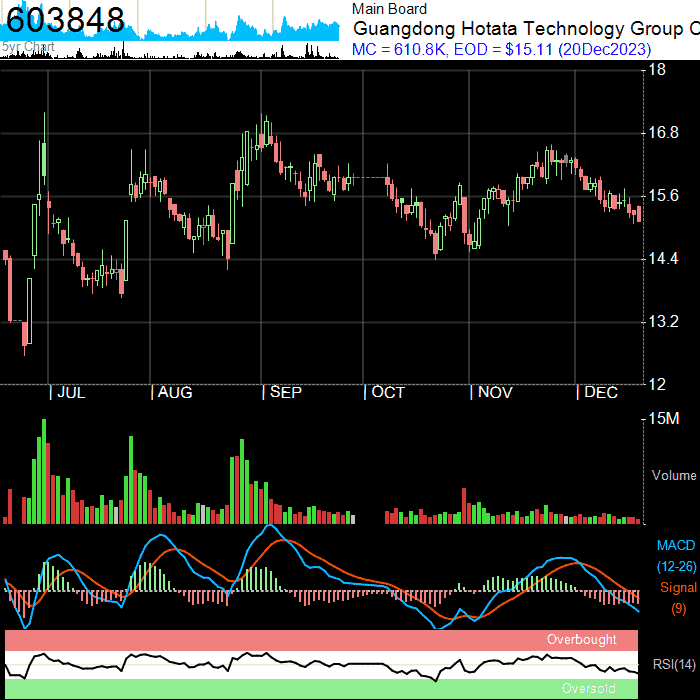 603848
5yr Chart
Main Board
Guangdong Hotata Technology Group C
MC = 610.8K, EOD = $15.11 (20Dec2023)
18
16.8
15.6
14.4
13.2
12
| JUL | AUG | SEP | OCT | NOV | DEC
15M
Volume
MACD
(12-26)
Signal
(9)
Overbought
RSI(14)
Oversold